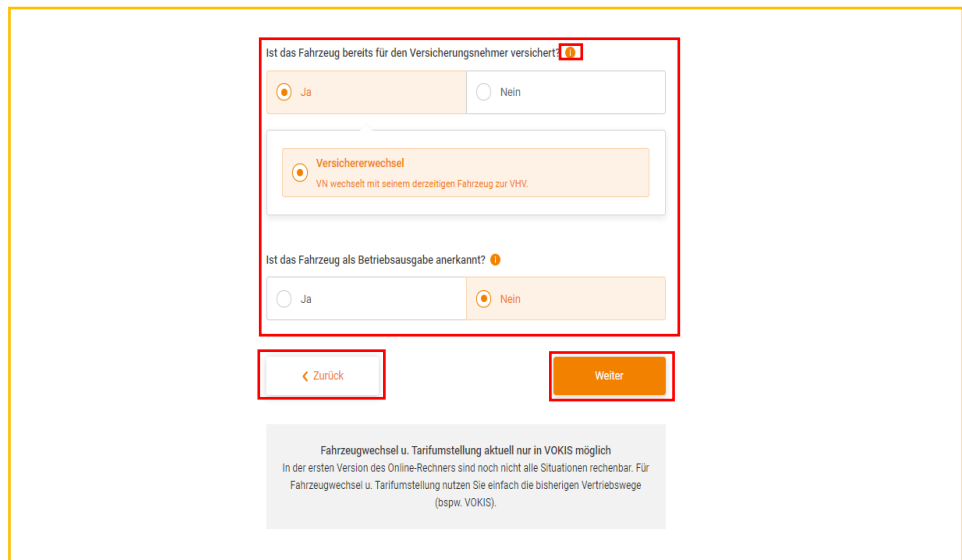 Ist das Fahrzeug bereits für den Versicherungsnehmer versichert? i
Ja Nein
Versichererwechsel
VN wechselt mit seinem derzeitigen Fahrzeug zur VHV.
Ist das Fahrzeug als Betriebsausgabe anerkannt? i
Ja Nein
Zurück Weiter
Fahrzeugwechsel u. Tarifumstellung aktuell nur in VOKIS möglich
In der ersten Version des Online-Rechners sind noch nicht alle Situationen rechenbar. Für
Fahrzeugwechsel u. Tarifumstellung nutzen Sie einfach die bisherigen Vertriebswege
(bspw. VOKIS).